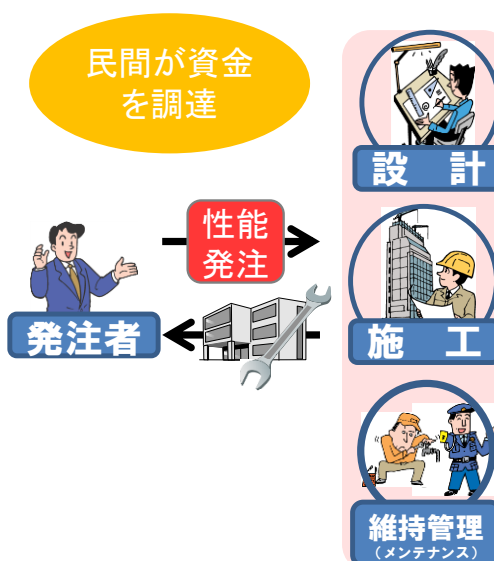 民間が資金
を調達
設　計
性能
発注
発注者
施　工
維持管理
（メンテナンス）